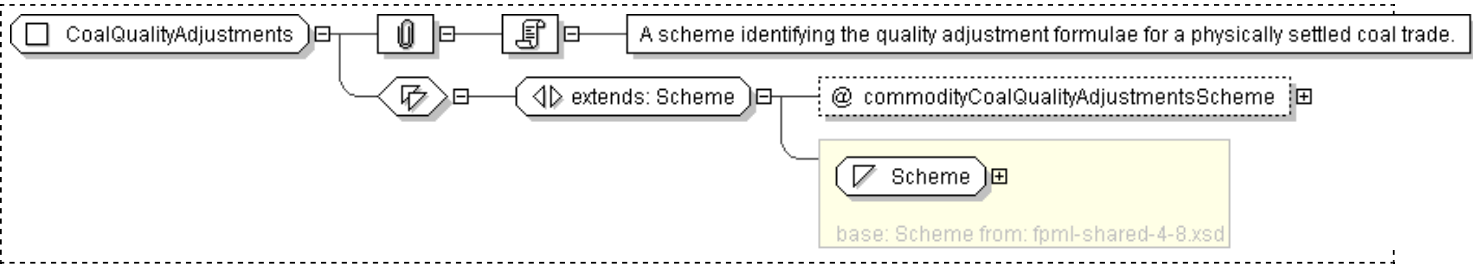 CoalQualityAdjustments
A scheme identifying the quality adjustment formulae for a physically settled coal trade.
extends: Scheme
@ commodityCoalQualityAdjustmentsScheme
Scheme
base: Scheme from: fpml-shared-4-8.xsd